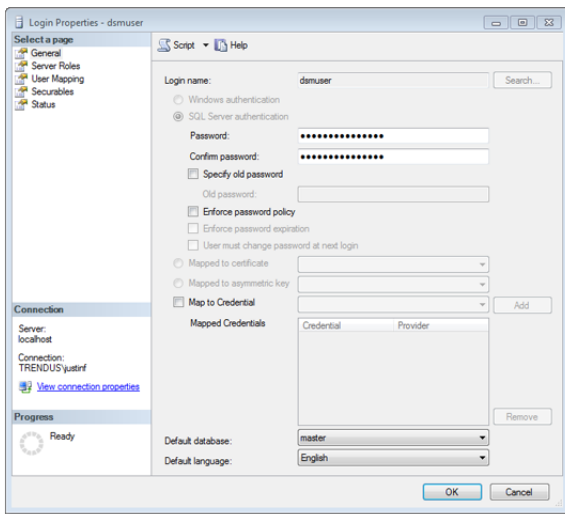 Login Properties - dsmuser
Select a page
General
Server Roles
User Mapping
Securables
Status
Script Help
Login name: dsmuser Search...
Windows authentication
SQL Server authentication
Password: •••••••••••••••
Confirm password: •••••••••••••••
Specify old password
Old password:
Enforce password policy
Enforce password expiration
User must change password at next login
Mapped to certificate
Mapped to asymmetric key
Map to Credential Add
Mapped Credentials Credential Provider
Remove
Default database: master
Default language: English
Connection
Server:
localhost
Connection:
TRENDUS\justinf
View connection properties
Progress
Ready
OK Cancel